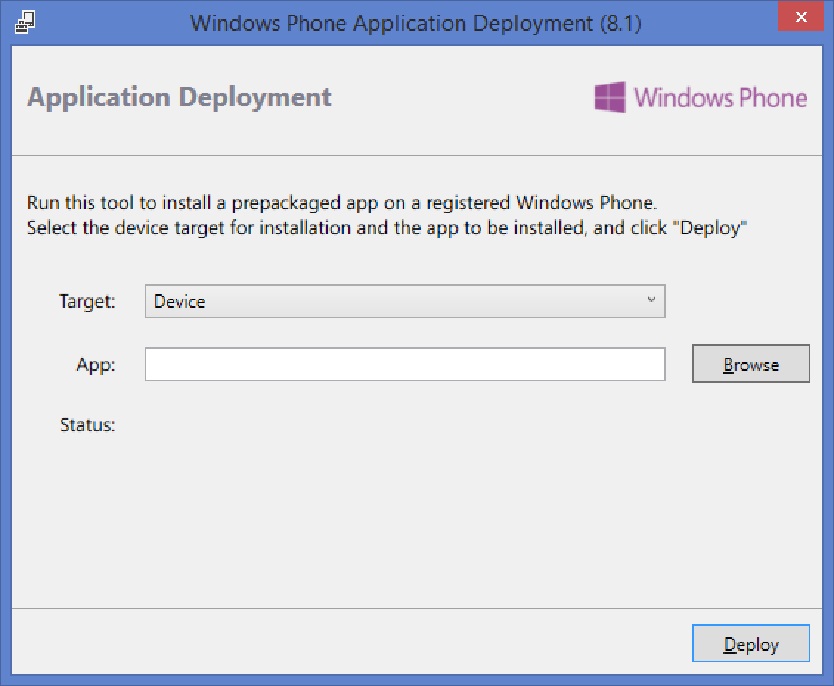 Windows Phone Application Deployment (8.1)
Application Deployment
Windows Phone
Run this tool to install a prepackaged app on a registered Windows Phone.
Select the device target for installation and the app to be installed, and click "Deploy"
Target: Device
App: Browse
Status:
Deploy